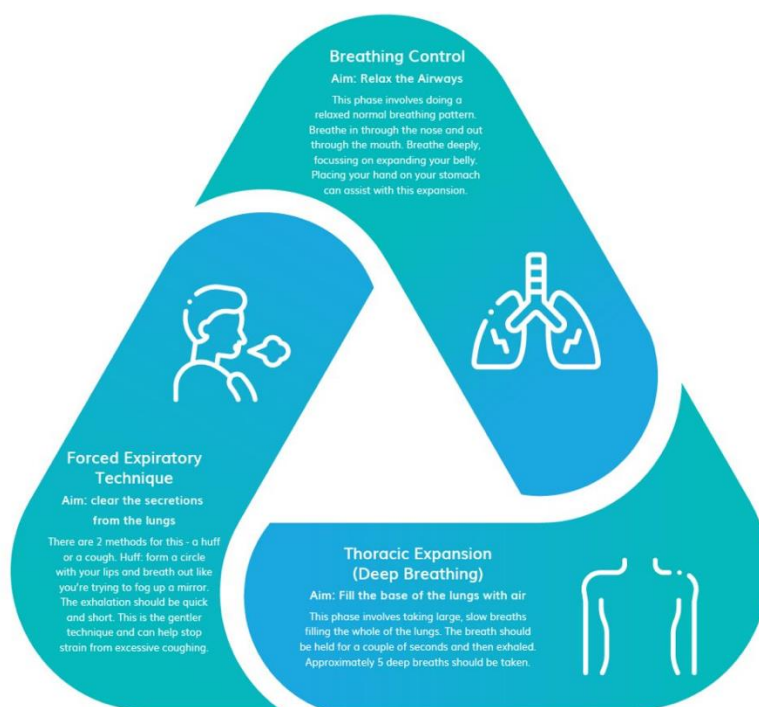 Breathing Control
Aim: Relax the Airways
This phase involves doing a
relaxed normal breathing pattern.
Breathe in through the nose and out
through the mouth. Breathe deeply,
focussing on expanding your belly.
Placing your hand on your stomach
can assist with this expansion.
Forced Expiratory
Technique
Aim: clear the secretions
from the lungs
There are 2 methods for this - a huff
or a cough. Huff: form a circle
with your lips and breath out like
you're trying to fog up a mirror.
The exhalation should be quick
and short. This is the gentler
technique and can help stop
strain from excessive coughing.
Thoracic Expansion
(Deep Breathing)
Aim: Fill the base of the lungs with air
This phase involves taking large, slow breaths
filling the whole of the lungs. The breath should
be held for a couple of seconds and then exhaled.
Approximately 5 deep breaths should be taken.